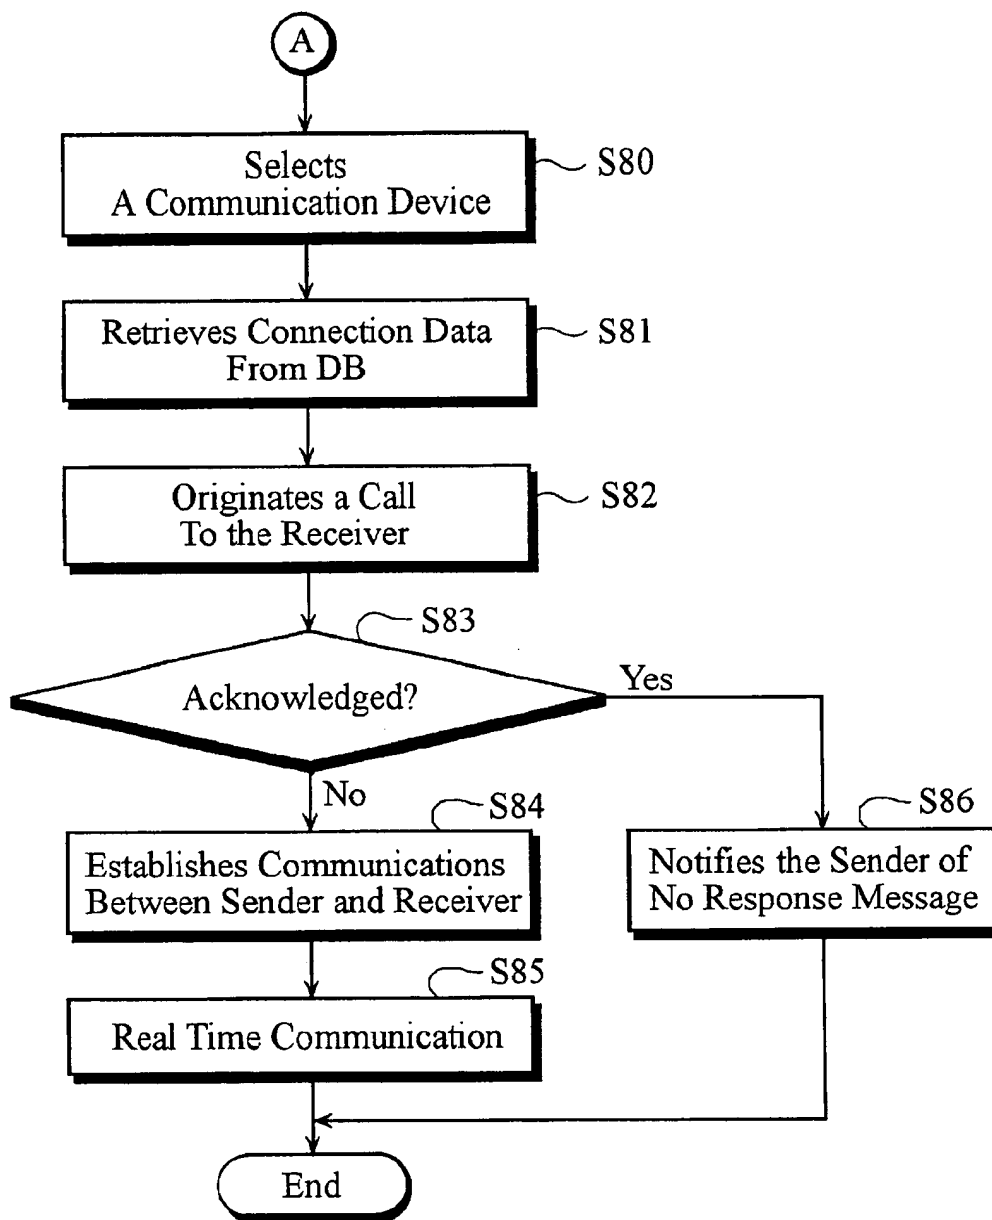 A
Selects
A Communication Device
S80
Retrieves Connection Data
From DB
S81
Originates a Call
To the Receiver
S82
S83
Acknowledged?
Yes
No
S84
Establishes Communications
Between Sender and Receiver
S86
Notifies the Sender of
No Response Message
S85
Real Time Communication
End